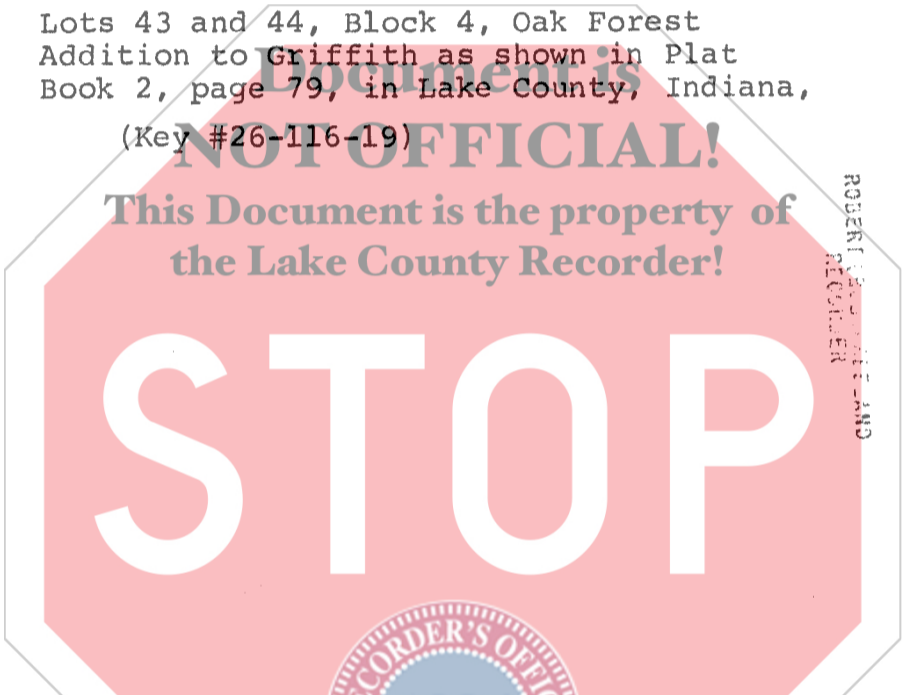 Lots 43 and 44, Block 4, Oak Forest
Addition to Griffith as shown in Plat
Book 2, page 79, in Lake County, Indiana,
(Key #26-116-19)
Document is
NOT OFFICIAL!
This Document is the property of
the Lake County Recorder!
STOP
RECORDER